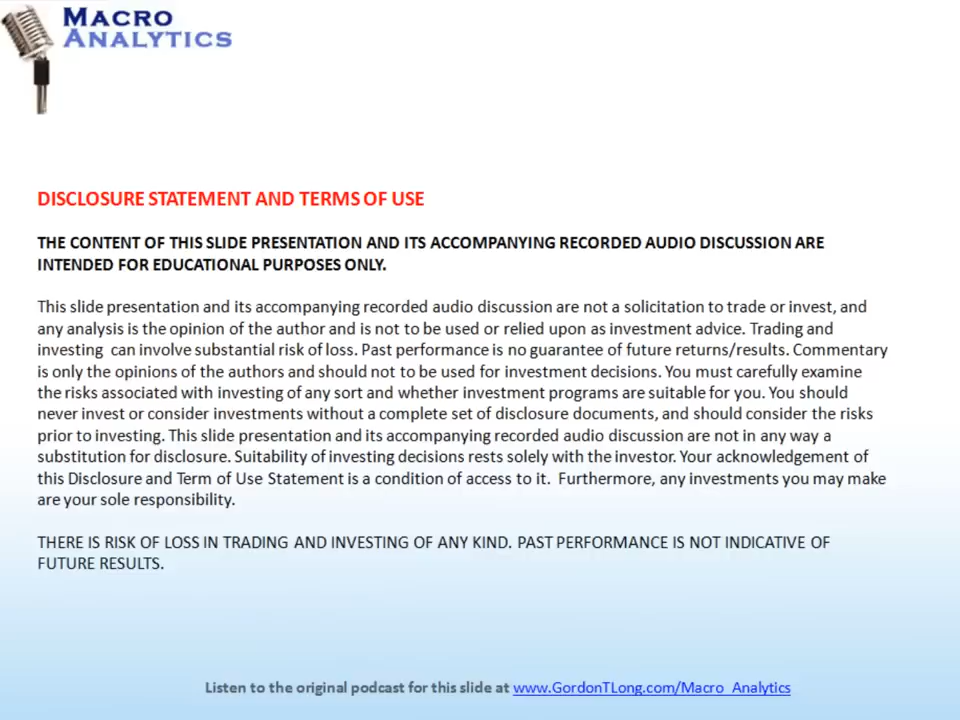 MACRO
ANALYTICS
DISCLOSURE STATEMENT AND TERMS OF USE
THE CONTENT OF THIS SLIDE PRESENTATION AND ITS ACCOMPANYING RECORDED AUDIO DISCUSSION ARE
INTENDED FOR EDUCATIONAL PURPOSES ONLY.
This slide presentation and its accompanying recorded audio discussion are not a solicitation to trade or invest, and
any analysis is the opinion of the author and is not to be used or relied upon as investment advice. Trading and
investing can involve substantial risk of loss. Past performance is no guarantee of future returns/results. Commentary
is only the opinions of the authors and should not to be used for investment decisions. You must carefully examine
the risks associated with investing of any sort and whether investment programs are suitable for you. You should
never invest or consider investments without a complete set of disclosure documents, and should consider the risks
prior to investing. This slide presentation and its accompanying recorded audio discussion are not in any way a
substitution for disclosure. Suitability of investing decisions rests solely with the investor. Your acknowledgement of
this Disclosure and Term of Use Statement is a condition of access to it. Furthermore, any investments you may make
are your sole responsibility.
THERE IS RISK OF LOSS IN TRADING AND INVESTING OF ANY KIND. PAST PERFORMANCE IS NOT INDICATIVE OF
FUTURE RESULTS.
Listen to the original podcast for this slide at www.GordonTLong.com/Macro_Analytics